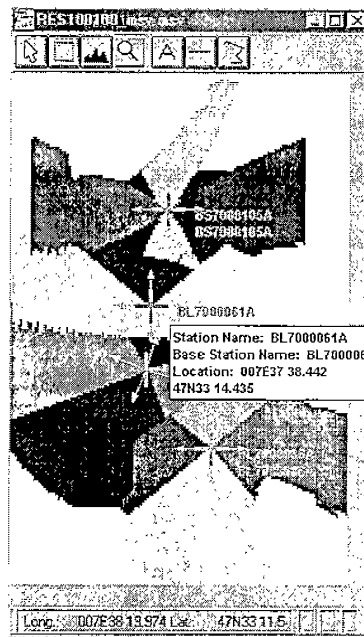 RES100100
A
BS7000105A
BS7000105A
BL7000061A
Station Name: BL7000061A
Base Station Name: BL700006
Location: 007E37 38.442
47N33 14.435
Long. 007E38 13.974 Lat. 47N33 11.5